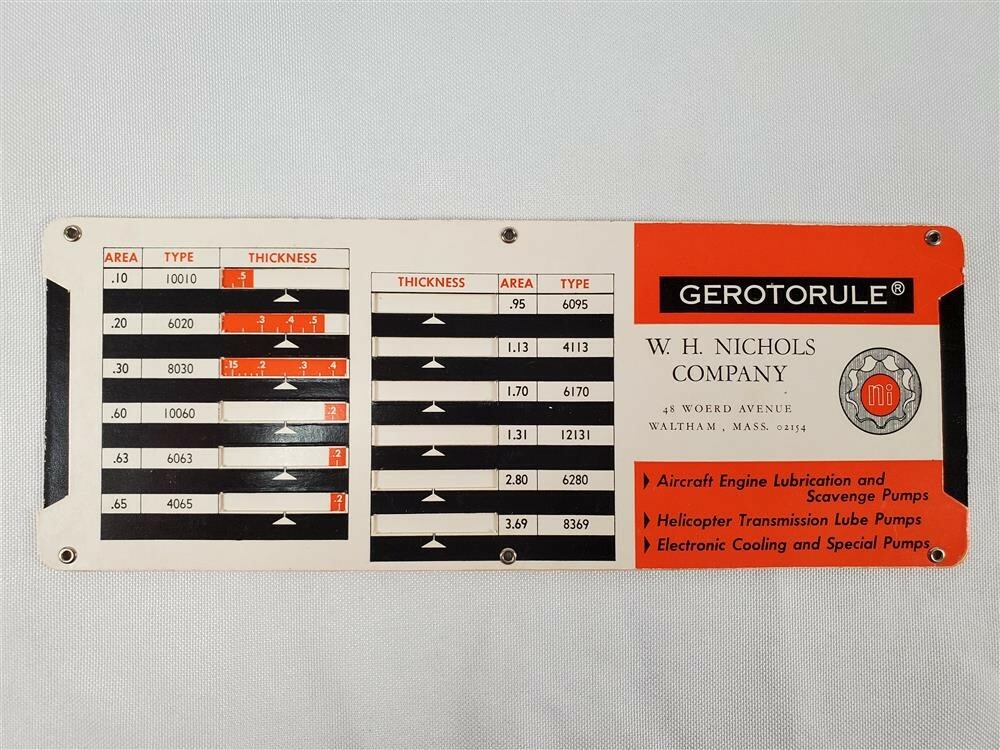 AREA TYPE THICKNESS
.10 10010 .5
.20 6020 .3 .4 .5
.30 8030 .15 .2 .3 .4
.60 10060 .2
.63 6063 .2
.65 4065 .2
THICKNESS AREA TYPE
.95 6095
1.13 4113
1.70 6170
1.31 12131
2.80 6280
3.69 8369
GEROTORULE®
W. H. NICHOLS
COMPANY
48 WOERD AVENUE
WALTHAM, MASS. 02154
ni
Aircraft Engine Lubrication and
Scavenge Pumps
Helicopter Transmission Lube Pumps
Electronic Cooling and Special Pumps